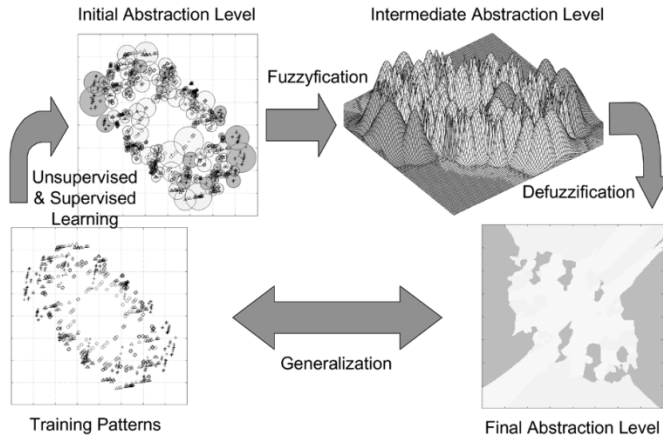 Initial Abstraction Level
Intermediate Abstraction Level
Fuzzyfication
Unsupervised
& Supervised
Learning
Defuzzification
Generalization
Training Patterns
Final Abstraction Level